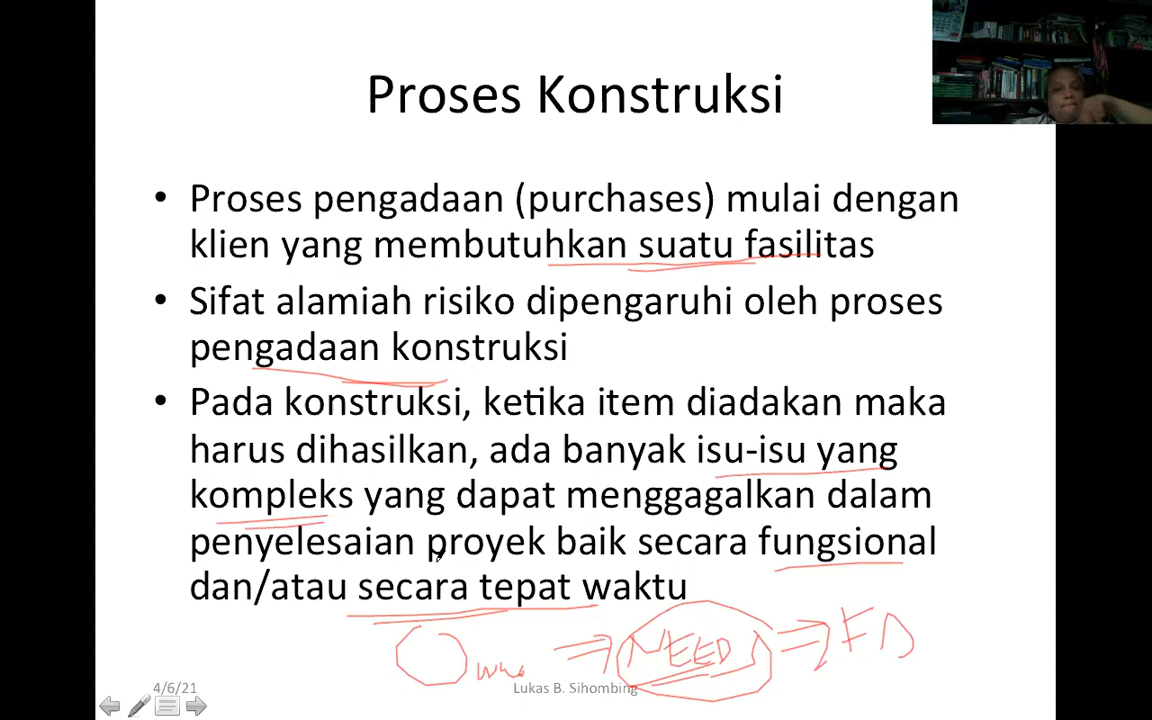 Proses Konstruksi
• Proses pengadaan (purchases) mulai dengan
klien yang membutuhkan suatu fasilitas
• Sifat alamiah risiko dipengaruhi oleh proses
pengadaan konstruksi
• Pada konstruksi, ketika item diadakan maka
harus dihasilkan, ada banyak isu-isu yang
kompleks yang dapat menggagalkan dalam
penyelesaian proyek baik secara fungsional
dan/atau secara tepat waktu
NEEDS
4/6/21
Lukas B. Sihombing